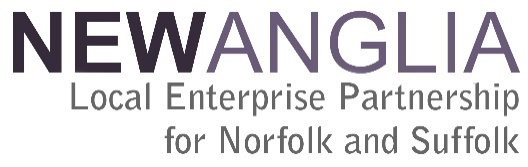 NEWANGLIA
Local Enterprise Partnership
for Norfolk and Suffolk